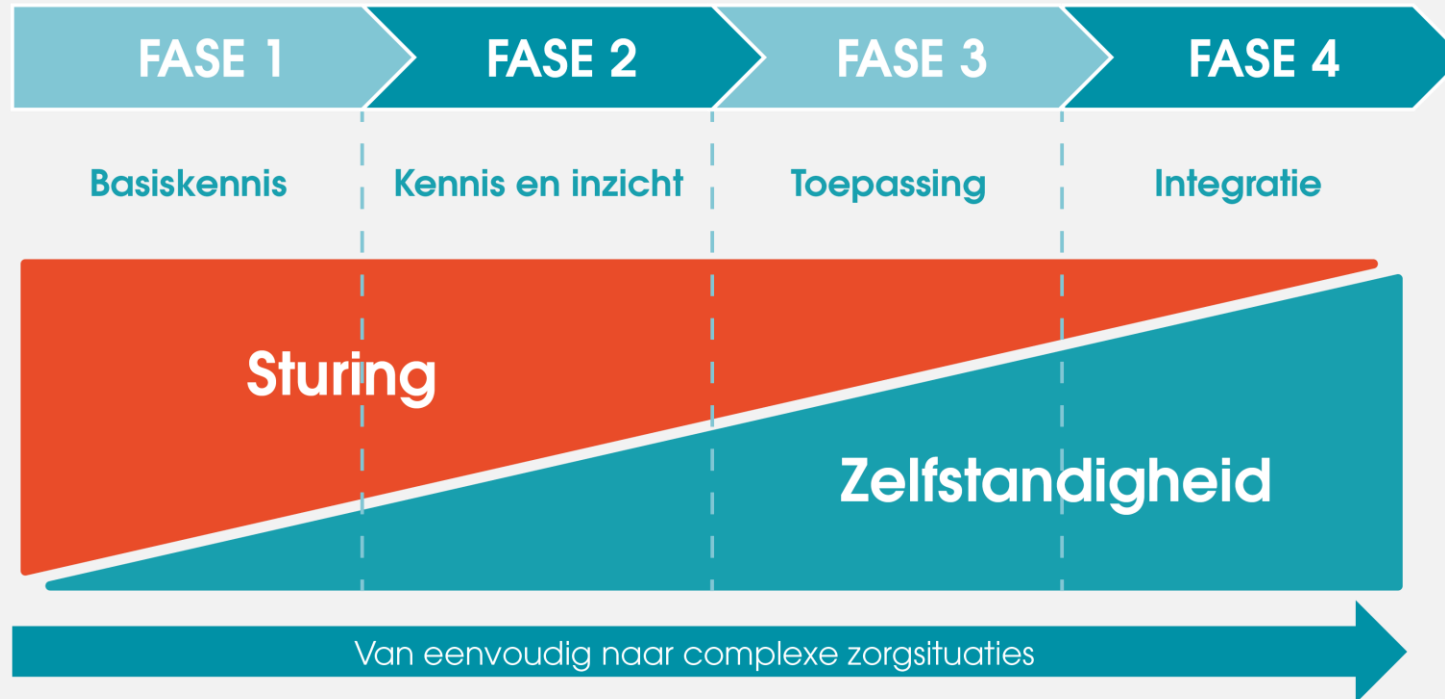 FASE 1
FASE 2
FASE 3
FASE 4
Basiskennis
Kennis en inzicht
Toepassing
Integratie
Sturing
Zelfstandigheid
Van eenvoudig naar complexe zorgsituaties